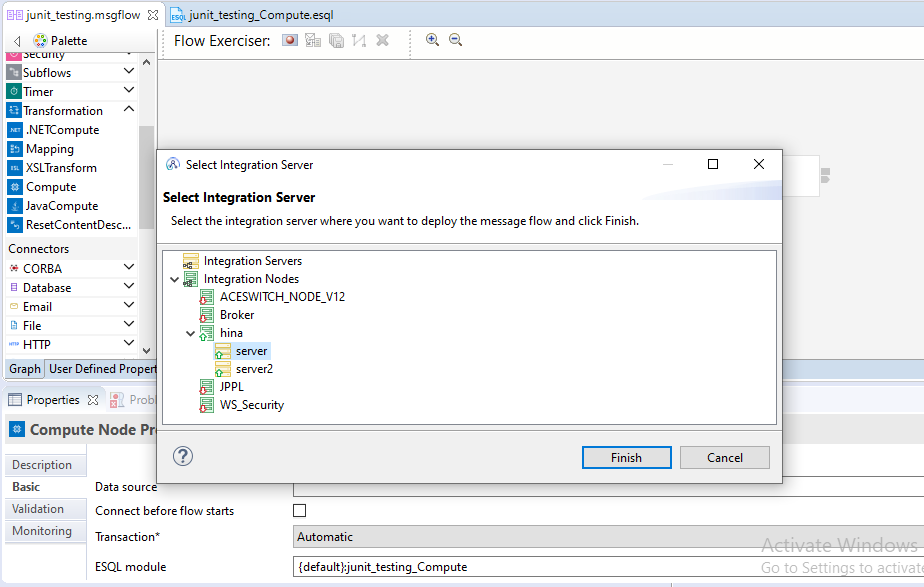 junit_testing.msgflow
junit_testing_Compute.esql
Palette
Flow Exerciser:
Security
Subflows
Timer
Transformation
.NETCompute
Mapping
XSLTransform
Compute
JavaCompute
ResetContentDesc...
Connectors
CORBA
Database
Email
File
HTTP
Graph User Defined Propert
Select Integration Server
Select Integration Server
Select the integration server where you want to deploy the message flow and click Finish.
Integration Servers
Integration Nodes
ACESWITCH_NODE_V12
Broker
hina
server
server2
JPPL
WS_Security
Finish Cancel
Properties Probl
Compute Node Pr
Description
Basic
Validation
Monitoring
Data source
Connect before flow starts
Transaction* Automatic
ESQL module {default}:junit_testing_Compute
Activate Windows
Go to Settings to activat